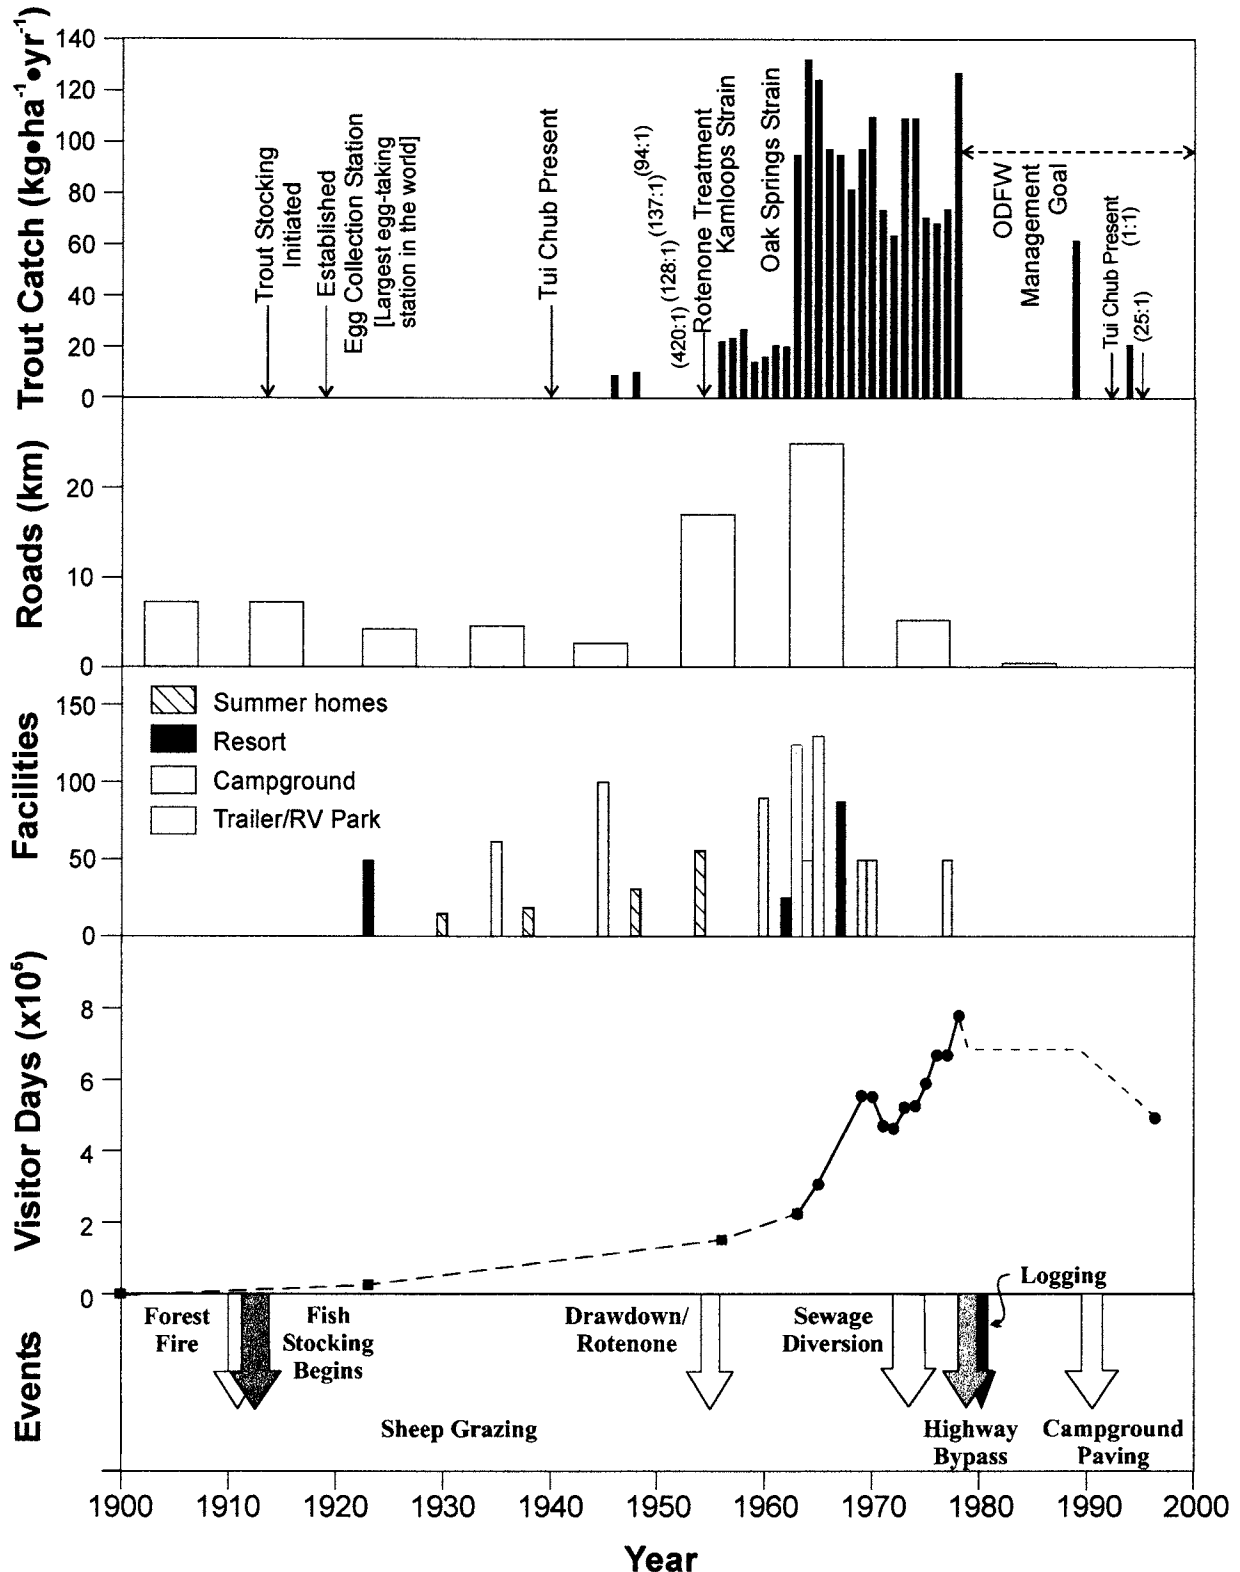 Trout Catch (kg•ha⁻¹•yr⁻¹)
140
120
100
80
60
40
20
0
Trout Stocking
Initiated
Established
Egg Collection Station
[Largest egg-taking
station in the world]
Tui Chub Present
(420:1)
(128:1)
(137:1)
(94:1)
Rotenone Treatment
Kamloops Strain
Oak Springs Strain
ODFW
Management
Goal
Tui Chub Present
(1:1)
(25:1)
Roads (km)
20
10
0
Facilities
150
100
50
0
Summer homes
Resort
Campground
Trailer/RV Park
Visitor Days (x10⁵)
8
6
4
2
0
Events
Forest
Fire
Fish
Stocking
Begins
Sheep Grazing
Drawdown/
Rotenone
Sewage
Diversion
Logging
Highway
Bypass
Campground
Paving
1900 1910 1920 1930 1940 1950 1960 1970 1980 1990 2000
Year